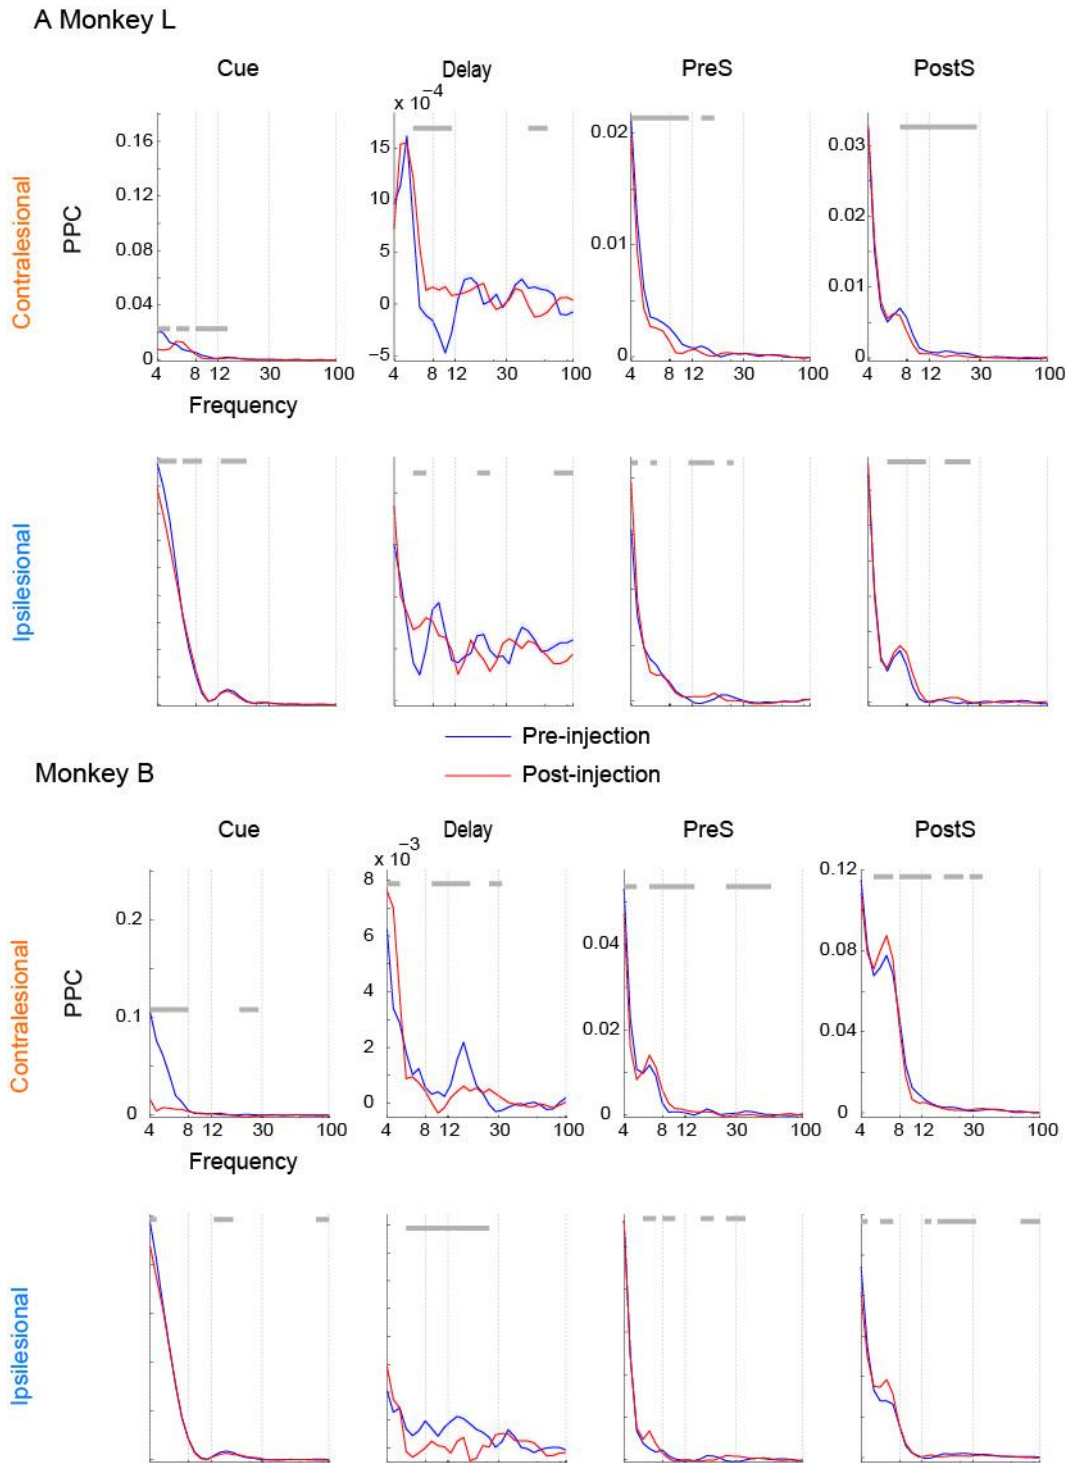 A Monkey L
Cue Delay PreS PostS
x 10⁻⁴
Contralesional
PPC
0.16
0.12
0.08
0.04
0
4 8 12 30 100
Frequency
15
10
5
0
−5
4 8 12 30 100
0.02
0.01
0
4 8 12 30 100
0.03
0.02
0.01
0
4 8 12 30 100
Ipsilesional
Pre-injection
Post-injection
Monkey B
Cue Delay PreS PostS
x 10⁻³
Contralesional
PPC
0.2
0.1
0
4 8 12 30 100
Frequency
8
6
4
2
0
4 8 12 30 100
0.04
0.02
0
4 8 12 30 100
0.12
0.08
0.04
0
4 8 12 30 100
Ipsilesional